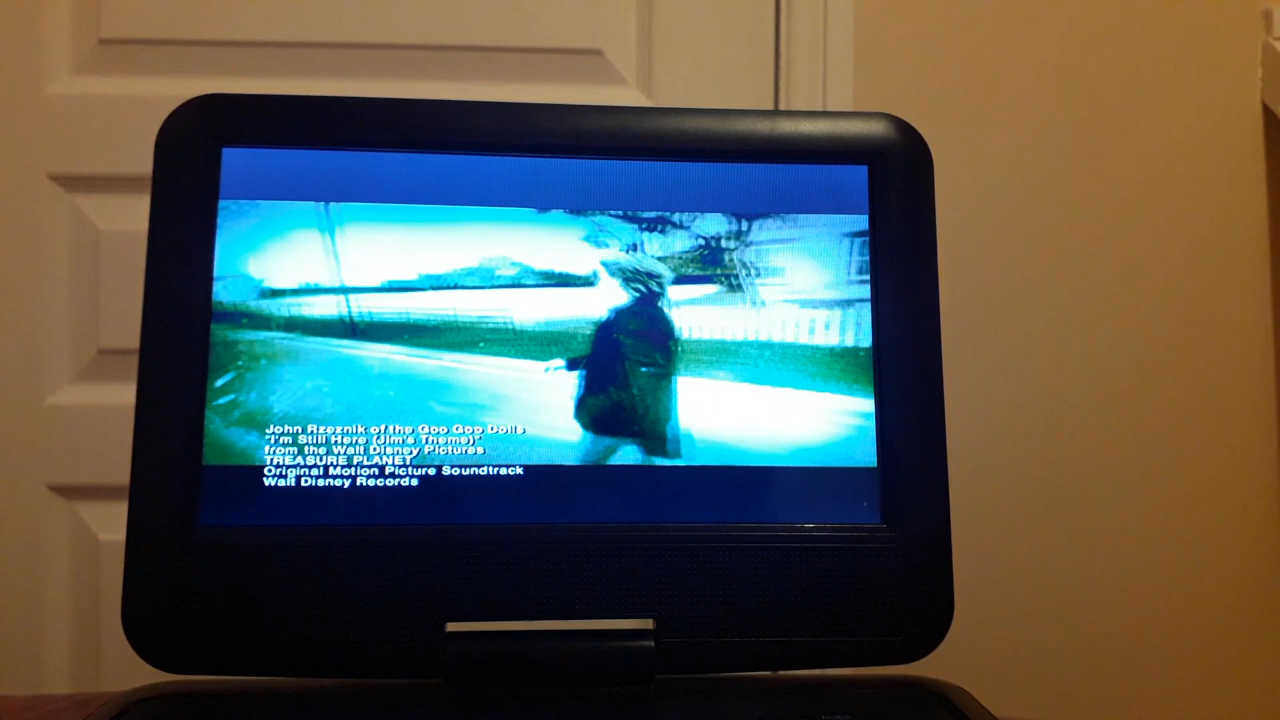 John Rzeznik of the Goo Goo Dolls
"I'm Still Here (Jim's Theme)"
from the Walt Disney Pictures
TREASURE PLANET
Original Motion Picture Soundtrack
Walt Disney Records